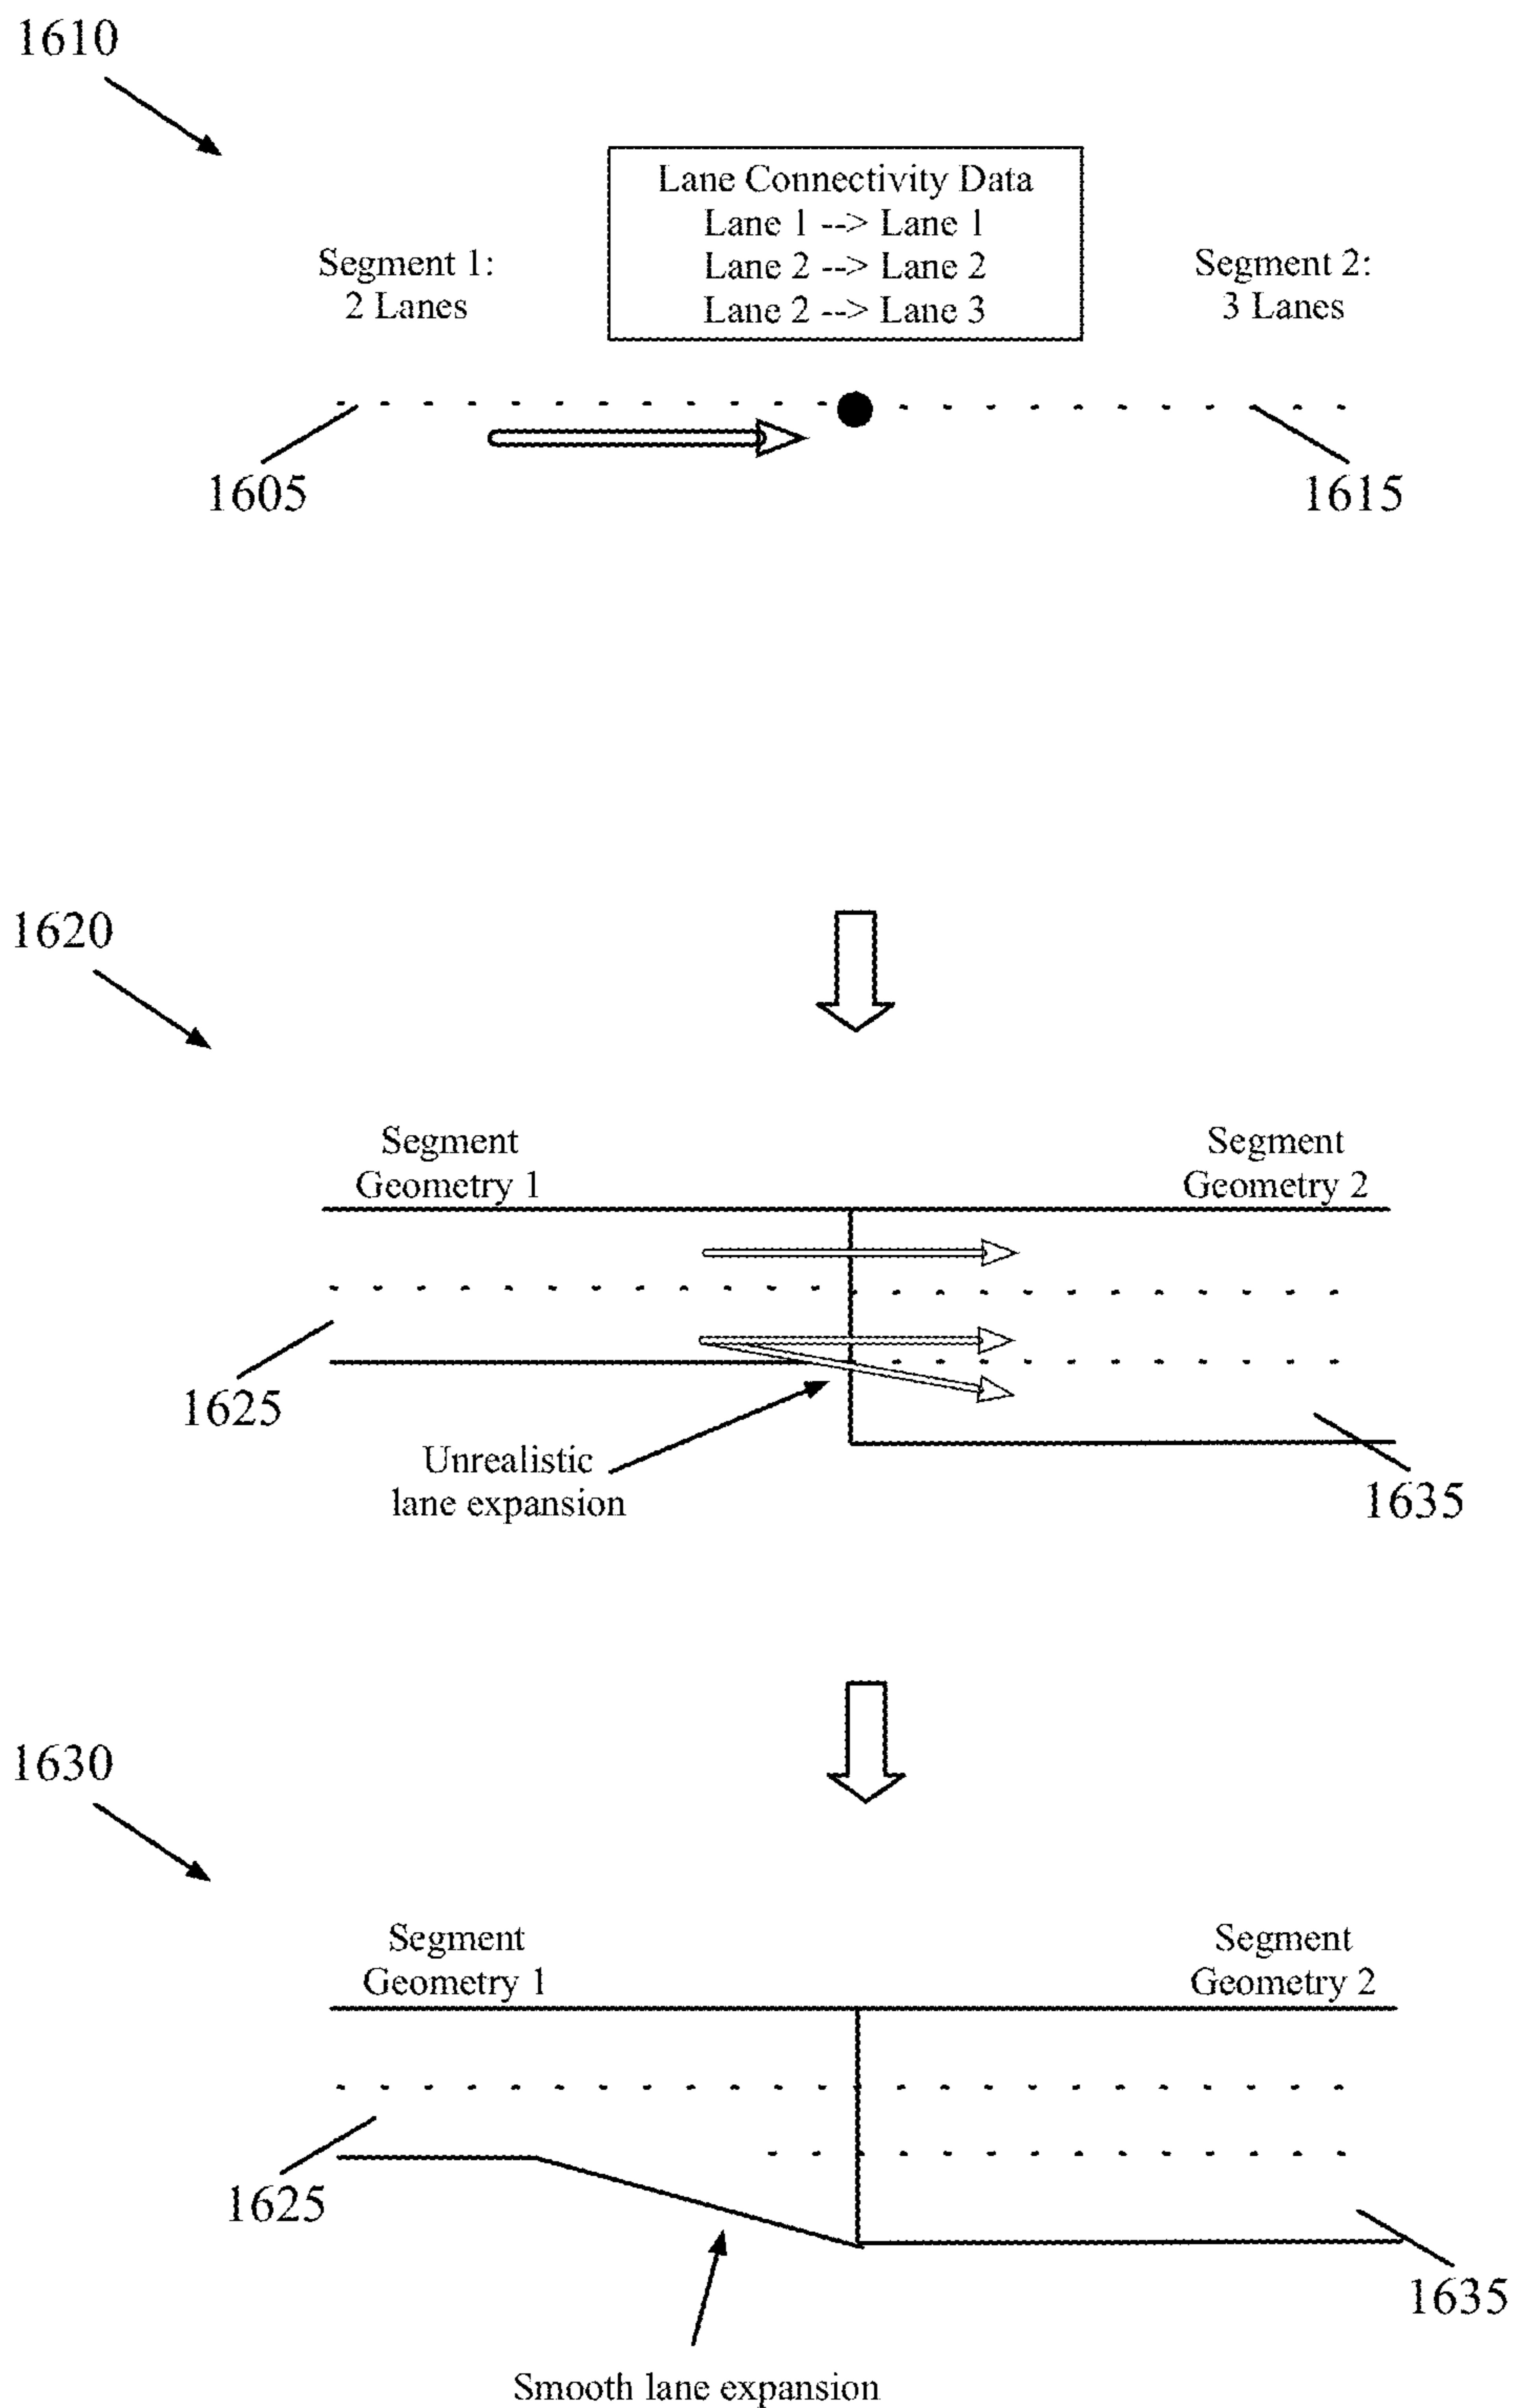 1610
Lane Connectivity Data
Lane 1 --> Lane 1
Lane 2 --> Lane 2
Lane 2 --> Lane 3
Segment 1:
2 Lanes
Segment 2:
3 Lanes
1605
1615
1620
Segment
Geometry 1
Segment
Geometry 2
1625
Unrealistic
lane expansion
1635
1630
Segment
Geometry 1
Segment
Geometry 2
1625
1635
Smooth lane expansion